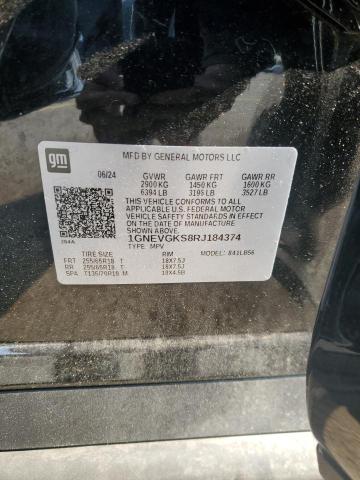 gm
MFD BY GENERAL MOTORS LLC
06/24 GVWR GAWR FRT GAWR RR
2900 KG 1450 KG 1600 KG
6394 LB 3195 LB 3527 LB
THIS VEHICLE CONFORMS TO ALL
APPLICABLE U.S. FEDERAL MOTOR
VEHICLE SAFETY STANDARDS IN EFFECT
ON THE DATE OF MANUFACTURE
SHOWN ABOVE.
1GNEVGKS8RJ184374
TYPE: MPV
TIRE SIZE RIM MODEL: 841LB56
FRT 255/65R18 T 18X7.5J
RR 255/65R18 T 18X7.5J
SPA T135/70R18 M 18X4.5B